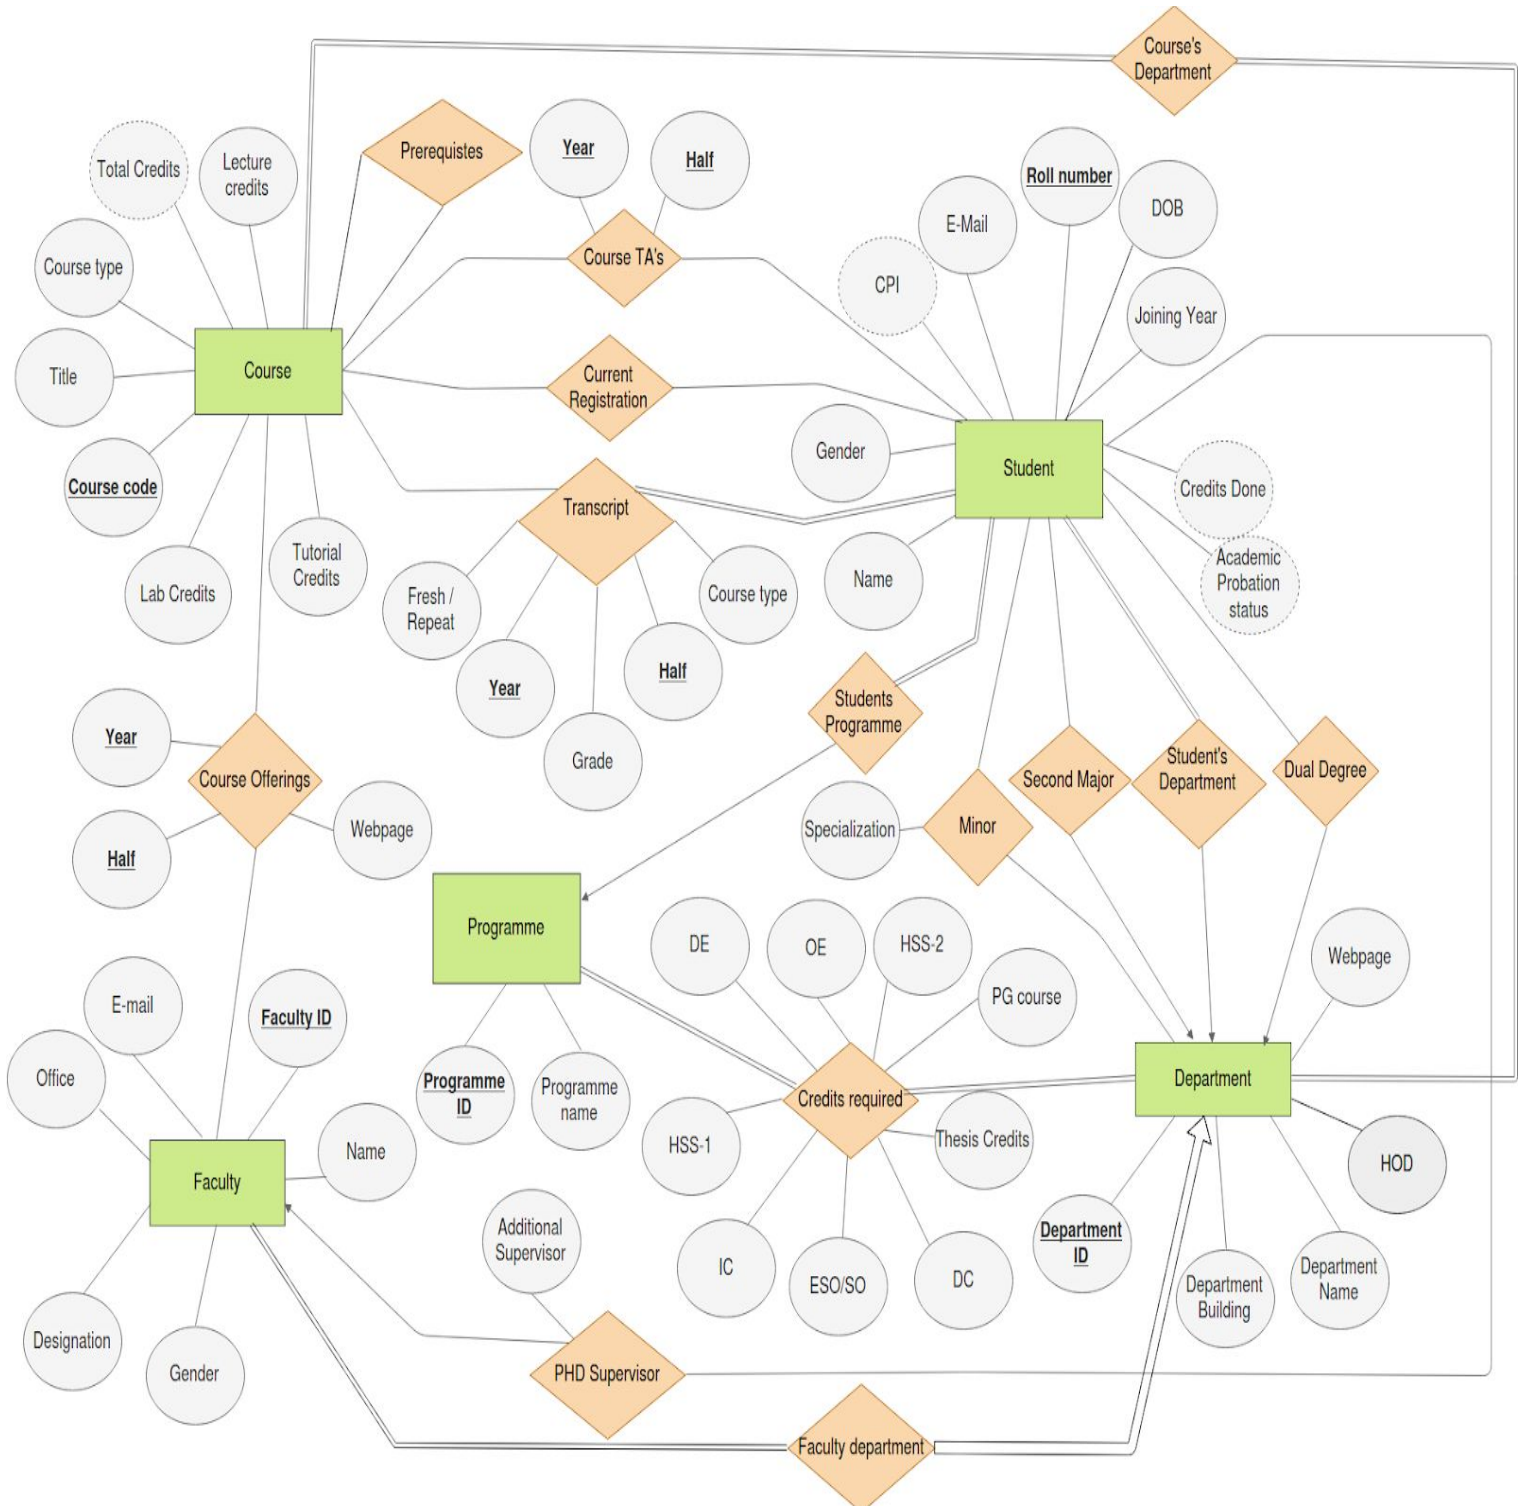 Course's
Department
Prerequistes
Year
Half
Total Credits
Lecture
credits
Roll number
DOB
E-Mail
Course TA's
Course type
CPI
Joining Year
Title
Course
Current
Registration
Gender
Student
Course code
Transcript
Credits Done
Lab Credits
Tutorial
Credits
Fresh /
Repeat
Course type
Name
Academic
Probation
status
Year
Half
Grade
Students
Programme
Year
Course Offerings
Half
Webpage
Second Major
Student's
Department
Dual Degree
Specialization
Minor
Programme
DE
OE
HSS-2
PG course
Webpage
E-mail
Faculty ID
Office
Programme
ID
Programme
name
Credits required
Department
HSS-1
Thesis Credits
HOD
Name
Faculty
Additional
Supervisor
IC
ESO/SO
DC
Department
ID
Department
Building
Department
Name
Designation
Gender
PHD Supervisor
Faculty department